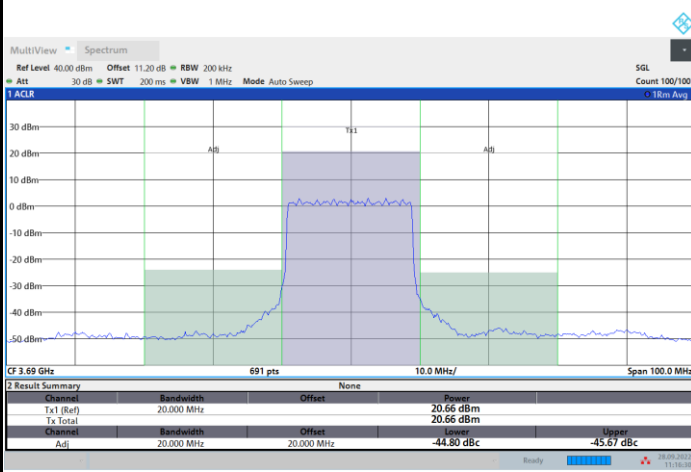 MultiView Spectrum
Ref Level 40.00 dBm Offset 11.20 dB RBW 200 kHz SGL
Att 30 dB SWT 200 ms VBW 1 MHz Mode Auto Sweep Count 100/100
1 ACLR 1Rm Avg
30 dBm
Tx1
20 dBm
Adj Adj
10 dBm
0 dBm
-10 dBm
-20 dBm
-30 dBm
-40 dBm
-50 dBm
CF 3.69 GHz 691 pts 10.0 MHz/ Span 100.0 MHz
2 Result Summary None
Channel Bandwidth Offset Power
Tx1 (Ref) 20.000 MHz 20.66 dBm
Tx Total 20.66 dBm
Channel Bandwidth Offset Lower Upper
Adj 20.000 MHz 20.000 MHz -44.80 dBc -45.67 dBc
Ready 28.09.2022